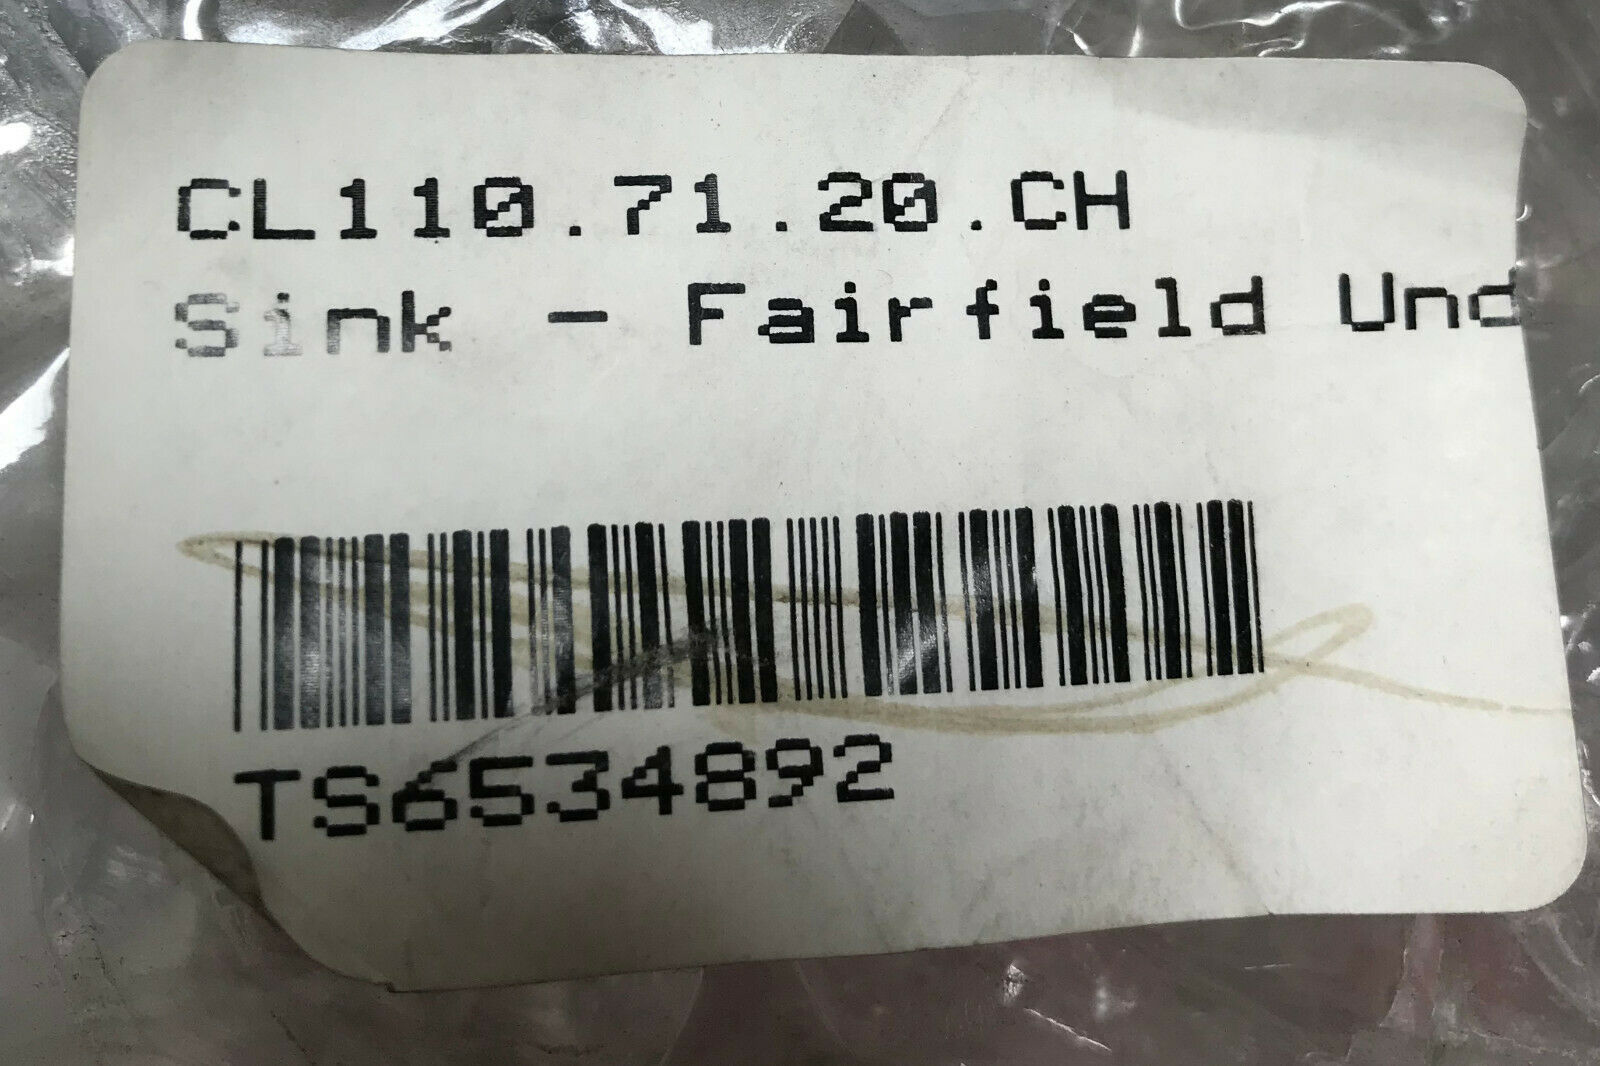 CL110.71.20.CH
Sink - Fairfield Und
TS6534892